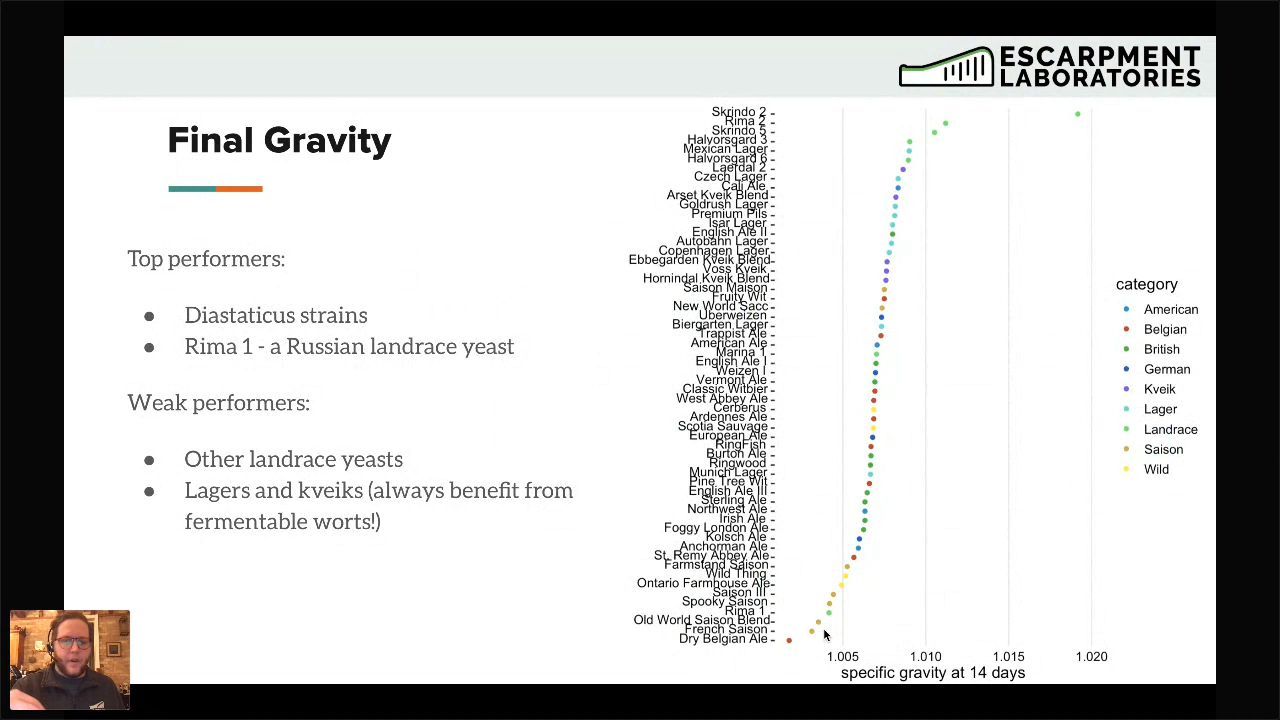 ESCARPMENT
LABORATORIES
Final Gravity
Top performers:
● Diastaticus strains
● Rima 1 - a Russian landrace yeast
Weak performers:
● Other landrace yeasts
● Lagers and kveiks (always benefit from
fermentable worts!)
Skrindo 2
Rima 2
Skrindo 5
Halvorsgard 3
Mexican Lager
Halvorsgard 6
Laerdal 2
Czech Lager
Cali Ale
Arset Kveik Blend
Goldrush Lager
Premium Pils
Isar Lager
English Ale II
Autobahn Lager
Copenhagen Lager
Ebbegarden Kveik Blend
Voss Kveik
Hornindal Kveik Blend
Saison Maison
Fruity Wit
New World Sacc
Uberweizen
Biergarten Lager
Trappist Ale
American Ale
Marina 1
English Ale I
Weizen I
Vermont Ale
Classic Witbier
West Abbey Ale
Cerberus
Ardennes Ale
Scotia Sauvage
European Ale
RingFish
Burton Ale
Ringwood
Munich Lager
Pine Tree Wit
English Ale III
Sterling Ale
Northwest Ale
Irish Ale
Foggy London Ale
Kolsch Ale
Anchorman Ale
St. Remy Abbey Ale
Farmstand Saison
Wild Thing
Ontario Farmhouse Ale
Saison III
Spooky Saison
Rima 1
Old World Saison Blend
French Saison
Dry Belgian Ale
1.005 1.010 1.015 1.020
specific gravity at 14 days
category
American
Belgian
British
German
Kveik
Lager
Landrace
Saison
Wild